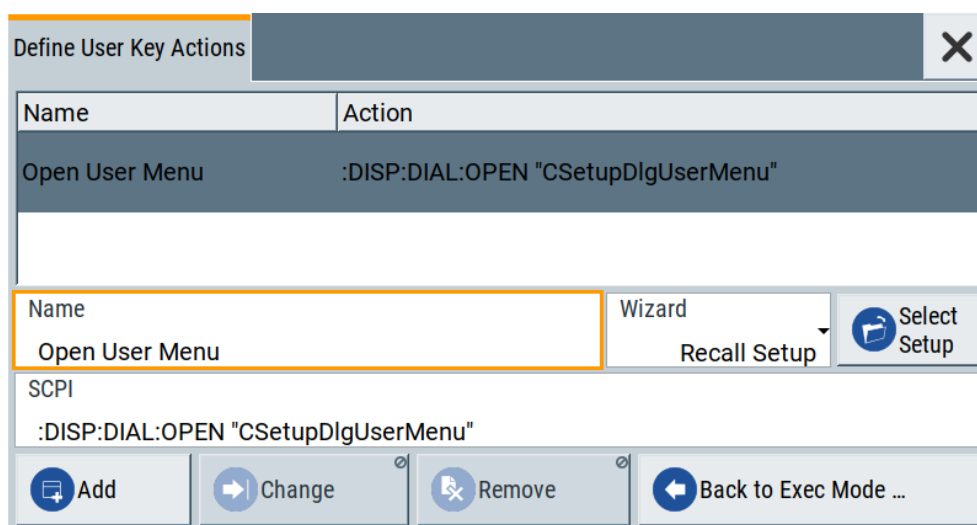 Define User Key Actions
Name Action
Open User Menu :DISP:DIAL:OPEN "CSetupDlgUserMenu"
Name Wizard Select
Open User Menu Recall Setup Setup
SCPI
:DISP:DIAL:OPEN "CSetupDlgUserMenu"
Add Change Remove Back to Exec Mode ...